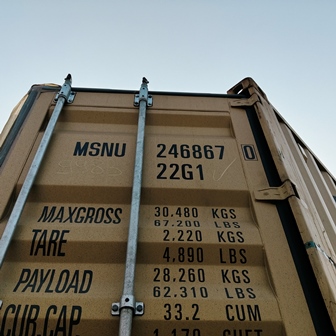 MSNU 246867 0
22G1
MAXGROSS 30.480 KGS
67.200 LBS
TARE 2.220 KGS
4,890 LBS
PAYLOAD 28.260 KGS
62.310 LBS
CUB.CAP. 33.2 CUM